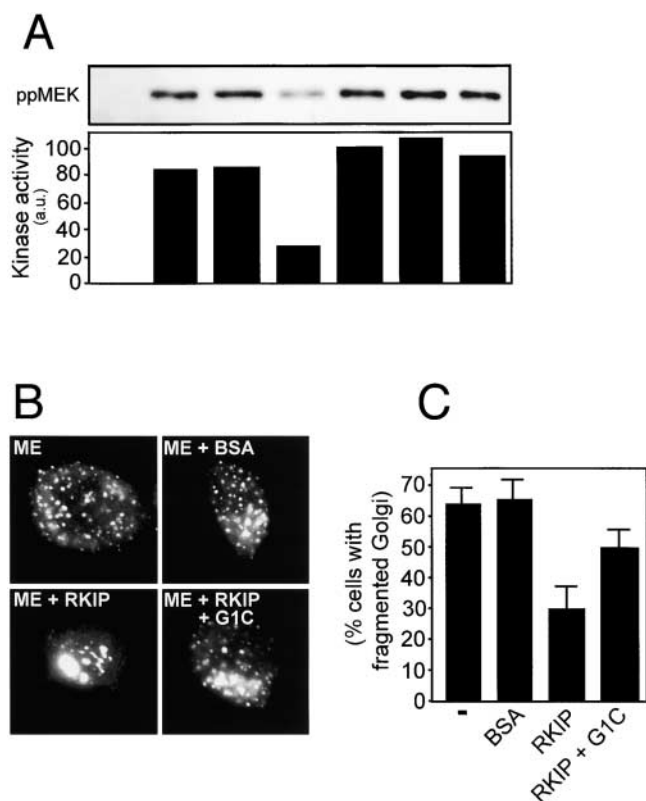 A
ppMEK
Kinase activity
(a.u.)
100
80
60
40
20
0
B
ME
ME + BSA
ME + RKIP
ME + RKIP
+ G1C
C
(% cells with
fragmented Golgi)
70
60
50
40
30
20
10
0
-
BSA
RKIP
RKIP + G1C